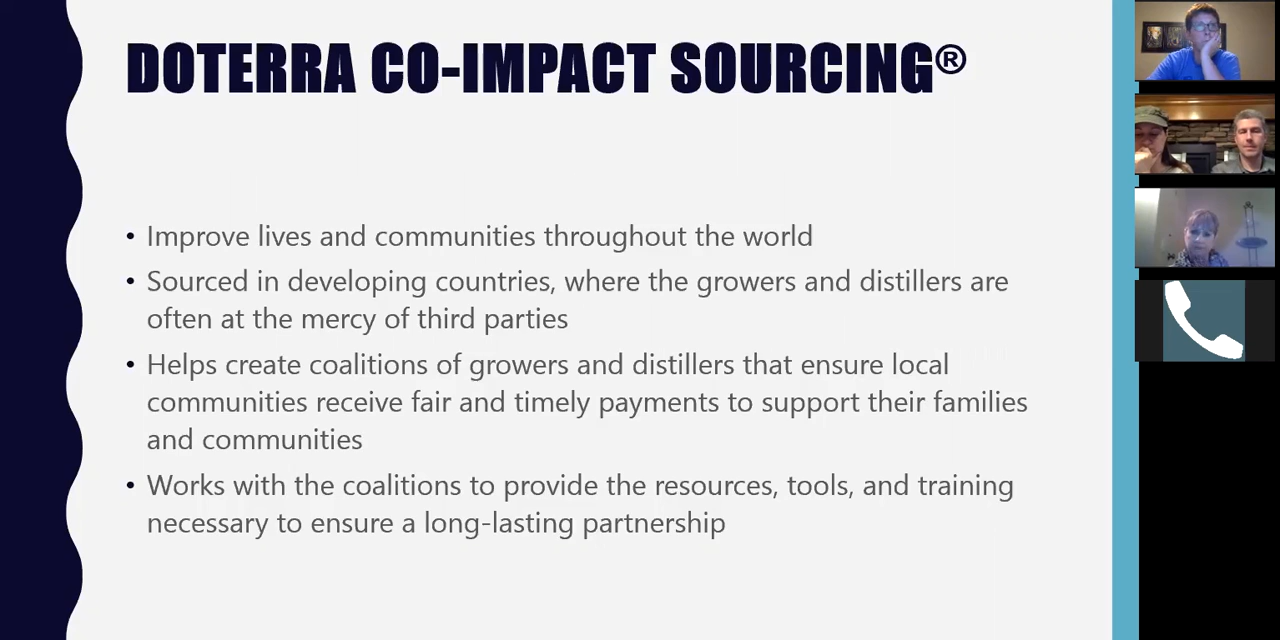 DOTERRA CO-IMPACT SOURCING®
• Improve lives and communities throughout the world
• Sourced in developing countries, where the growers and distillers are
often at the mercy of third parties
• Helps create coalitions of growers and distillers that ensure local
communities receive fair and timely payments to support their families
and communities
• Works with the coalitions to provide the resources, tools, and training
necessary to ensure a long-lasting partnership